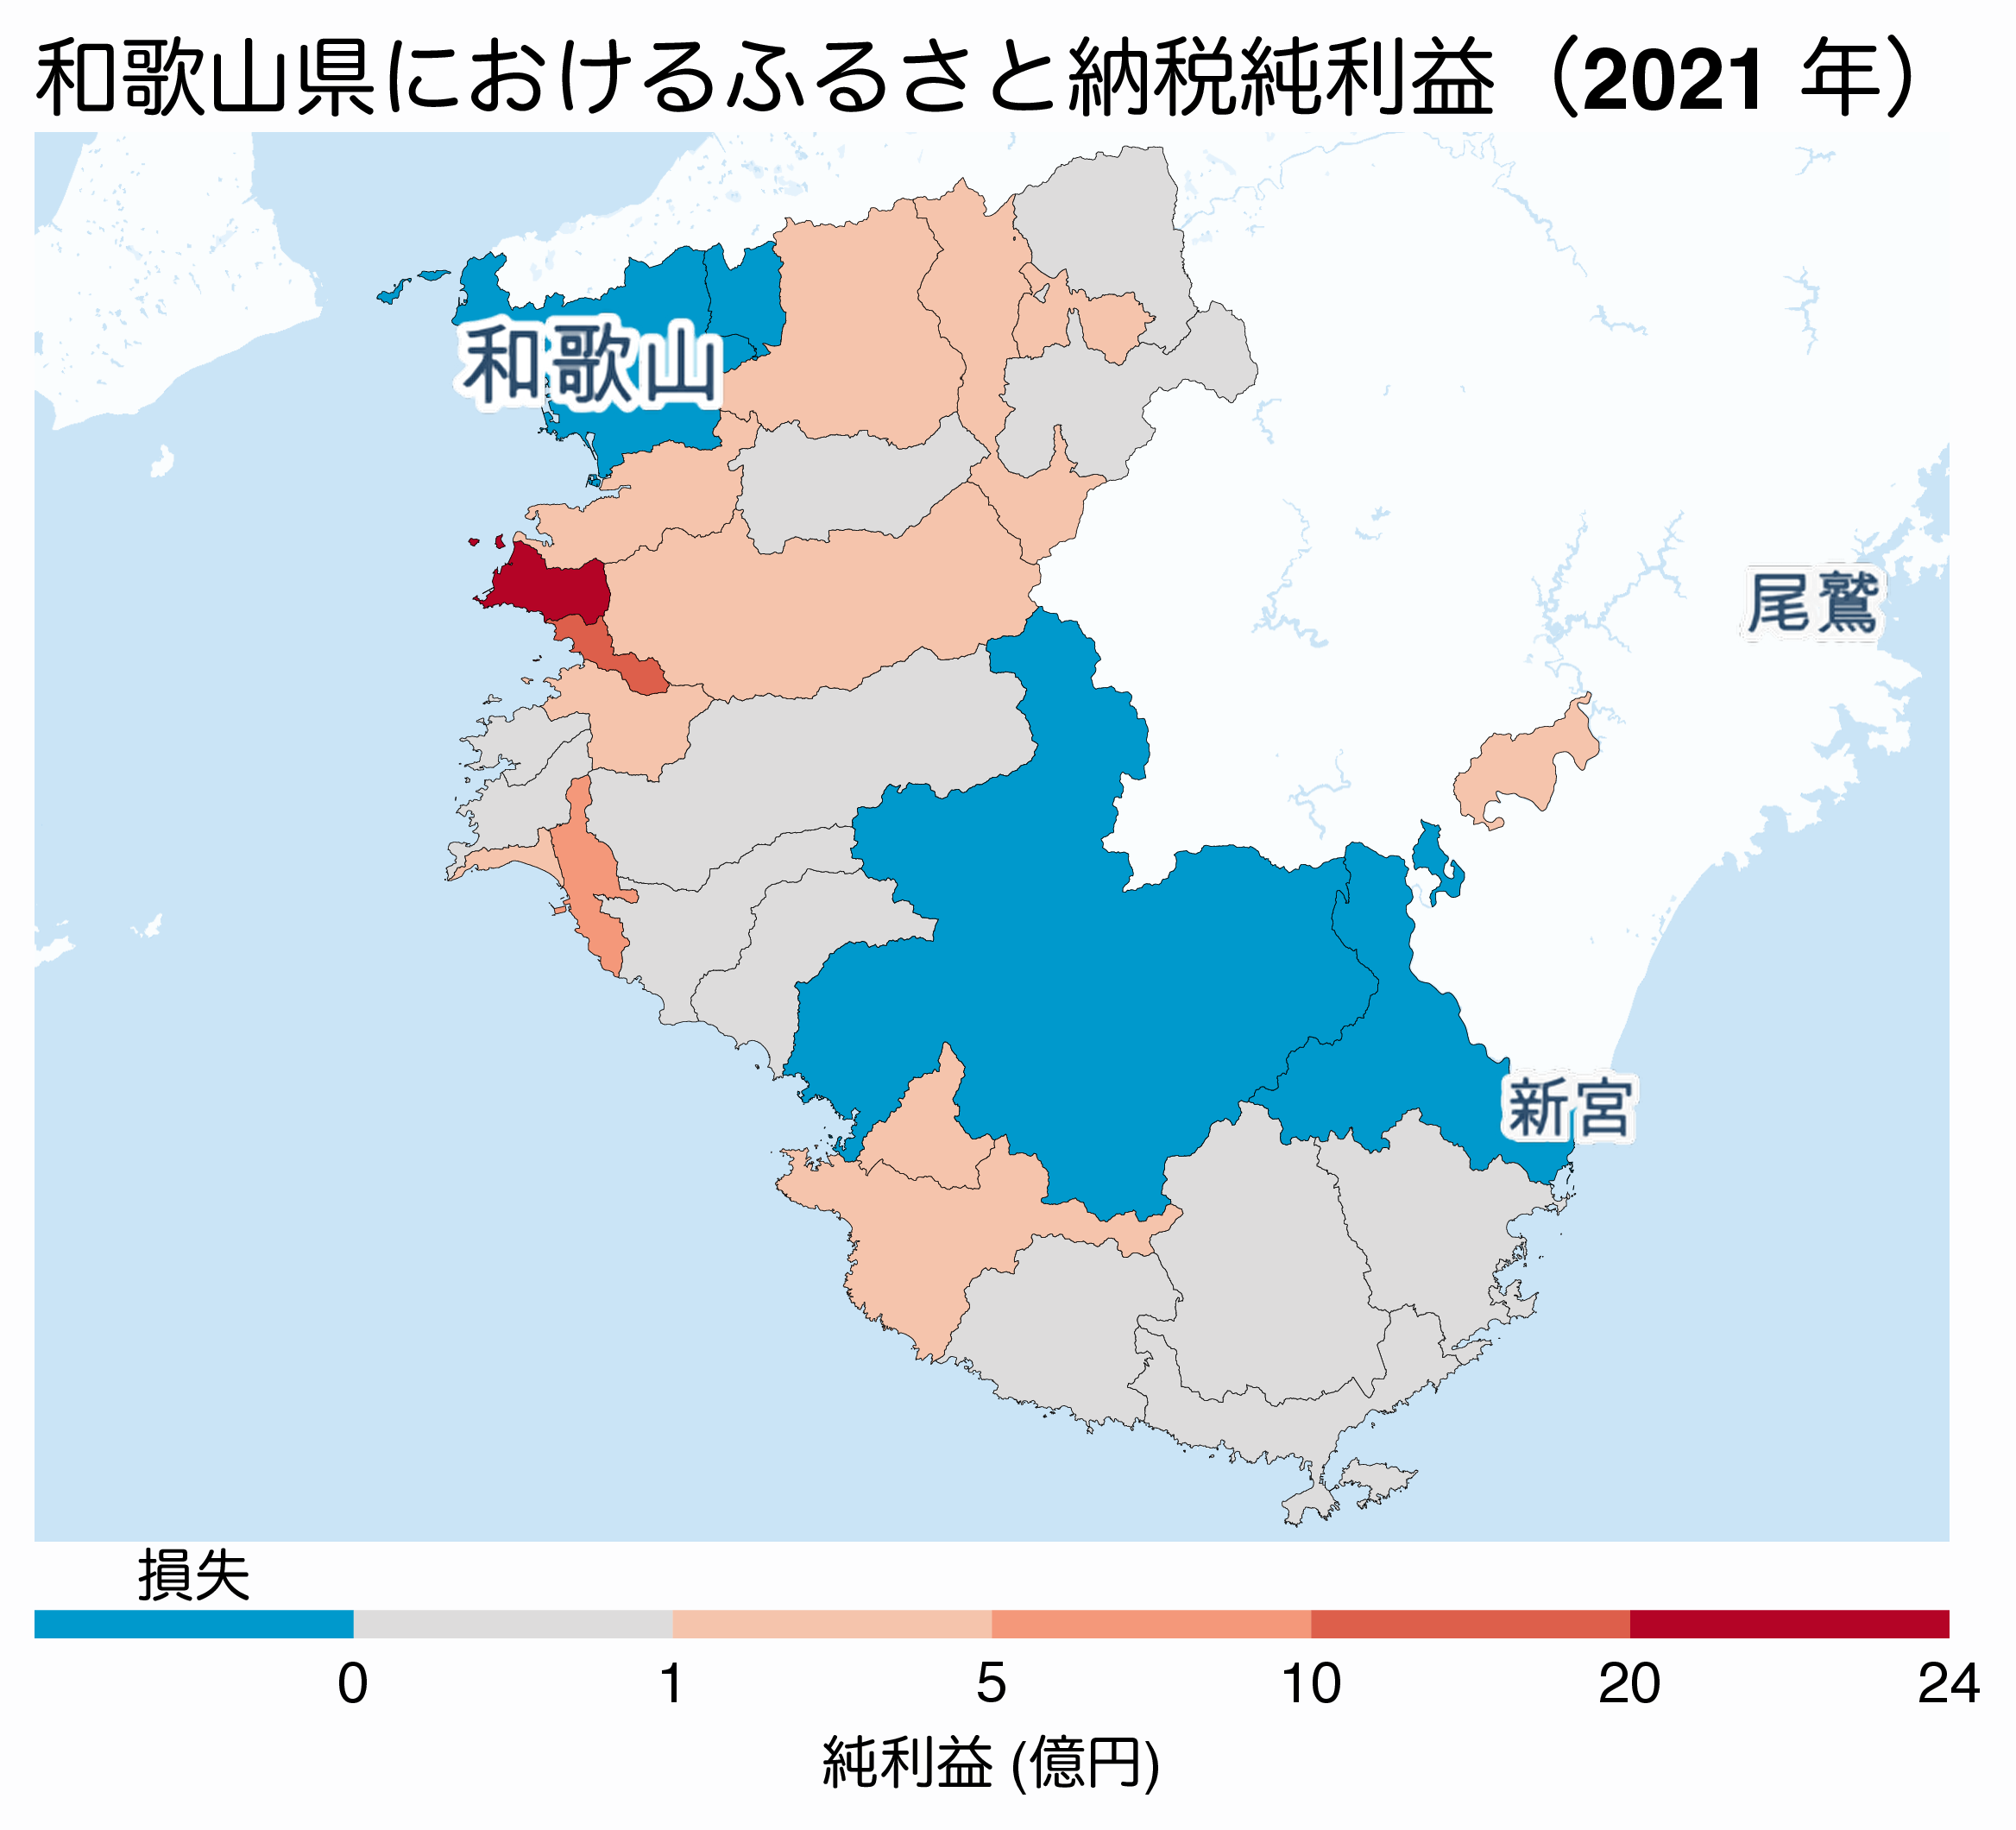 和歌山県におけるふるさと納税純利益（2021 年）
和歌山
尾鷲
新宮
損失
0 1 5 10 20 24
純利益 (億円)